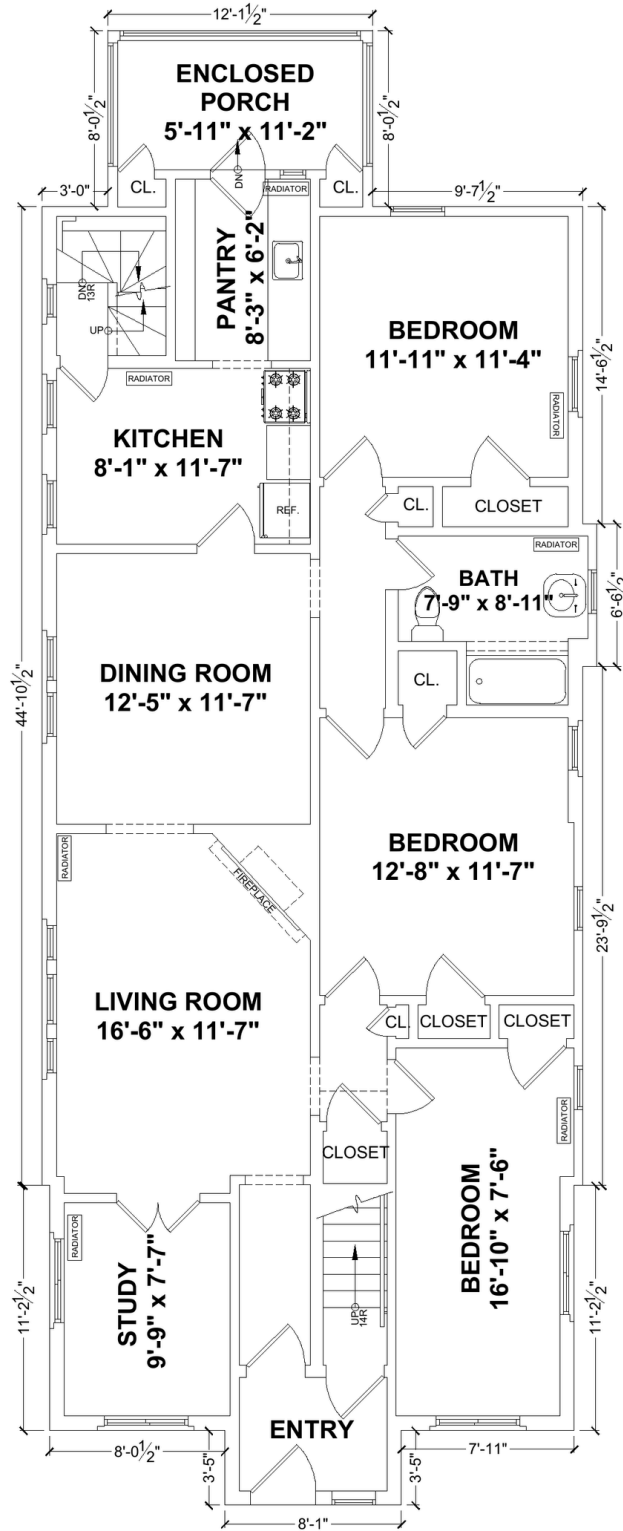 12'-1½"
8'-0½"
8'-0½"
ENCLOSED
PORCH
5'-11" x 11'-2"
DN
3'-0"
CL.
CL.
RADIATOR
9'-7½"
PANTRY
8'-3" x 6'-2"
DN
13R
UP
BEDROOM
11'-11" x 11'-4"
14'-6½"
RADIATOR
RADIATOR
KITCHEN
8'-1" x 11'-7"
REF.
CL.
CLOSET
RADIATOR
BATH
7'-9" x 8'-11"
6'-6½"
44'-10½"
DINING ROOM
12'-5" x 11'-7"
CL.
BEDROOM
12'-8" x 11'-7"
RADIATOR
FIREPLACE
23'-9½"
LIVING ROOM
16'-6" x 11'-7"
CL.
CLOSET
CLOSET
RADIATOR
CLOSET
BEDROOM
16'-10" x 7'-6"
RADIATOR
STUDY
9'-9" x 7'-7"
UP
14R
11'-2½"
11'-2½"
ENTRY
8'-0½"
3'-5"
3'-5"
7'-11"
8'-1"